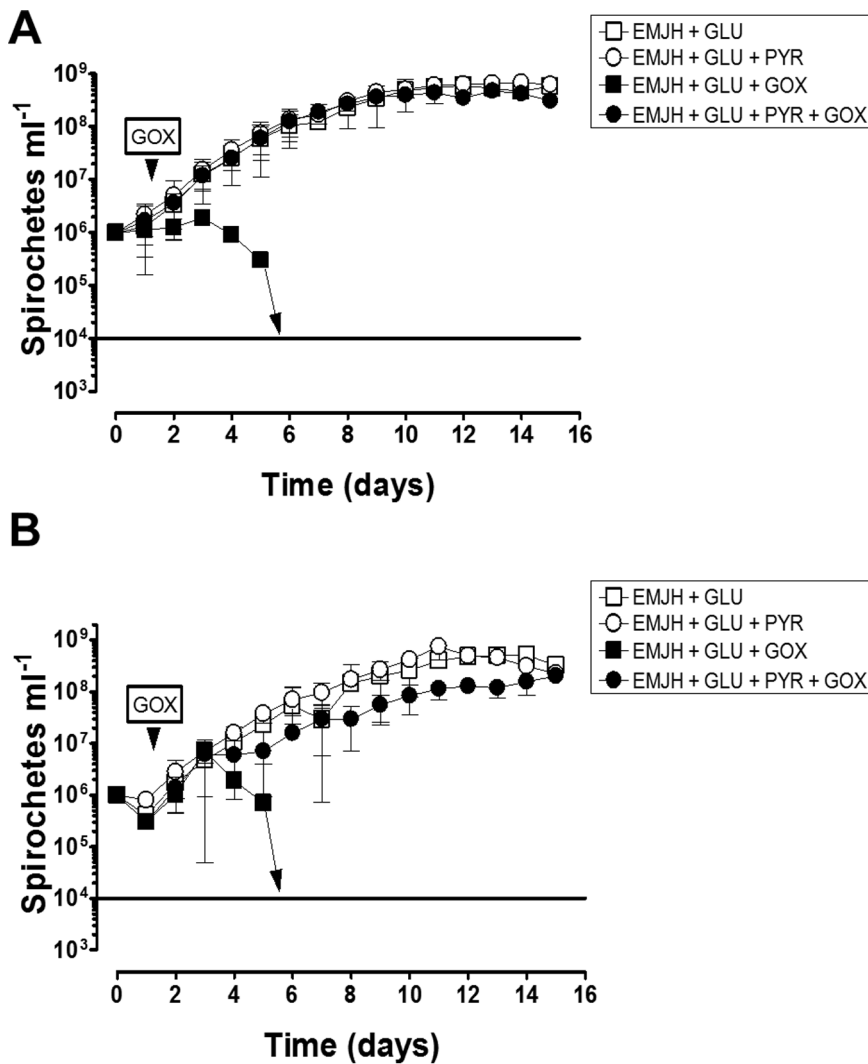 A
EMJH + GLU
EMJH + GLU + PYR
EMJH + GLU + GOX
EMJH + GLU + PYR + GOX
GOX
Spirochetes ml⁻¹
10⁹
10⁸
10⁷
10⁶
10⁵
10⁴
10³
0 2 4 6 8 10 12 14 16
Time (days)
B
EMJH + GLU
EMJH + GLU + PYR
EMJH + GLU + GOX
EMJH + GLU + PYR + GOX
GOX
Spirochetes ml⁻¹
10⁹
10⁸
10⁷
10⁶
10⁵
10⁴
10³
0 2 4 6 8 10 12 14 16
Time (days)